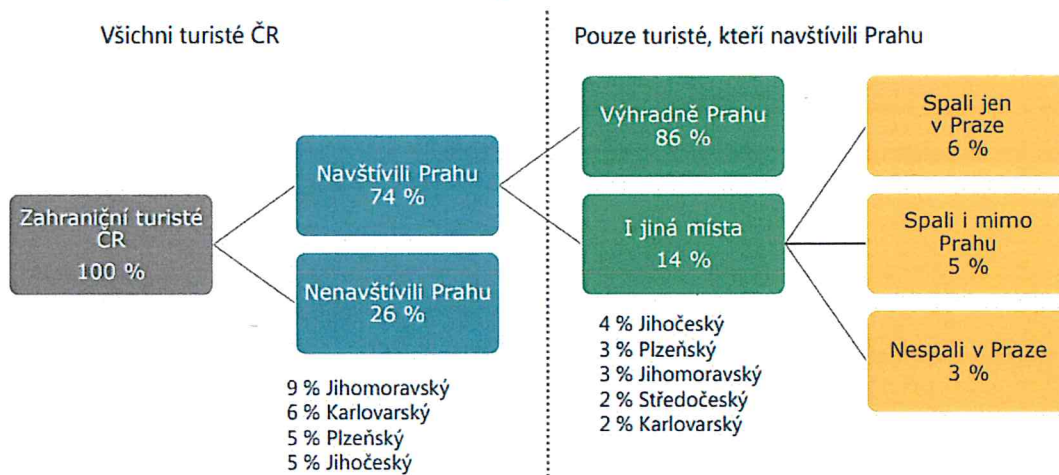 Všichni turisté ČR
Pouze turisté, kteří navštívili Prahu
Zahraniční turisté
ČR
100 %
Navštívili Prahu
74 %
Nenavštívili Prahu
26 %
9 % Jihomoravský
6 % Karlovarský
5 % Plzeňský
5 % Jihočeský
Výhradně Prahu
86 %
I jiná místa
14 %
4 % Jihočeský
3 % Plzeňský
3 % Jihomoravský
2 % Středočeský
2 % Karlovarský
Spali jen
v Praze
6 %
Spali i mimo
Prahu
5 %
Nespali v Praze
3 %